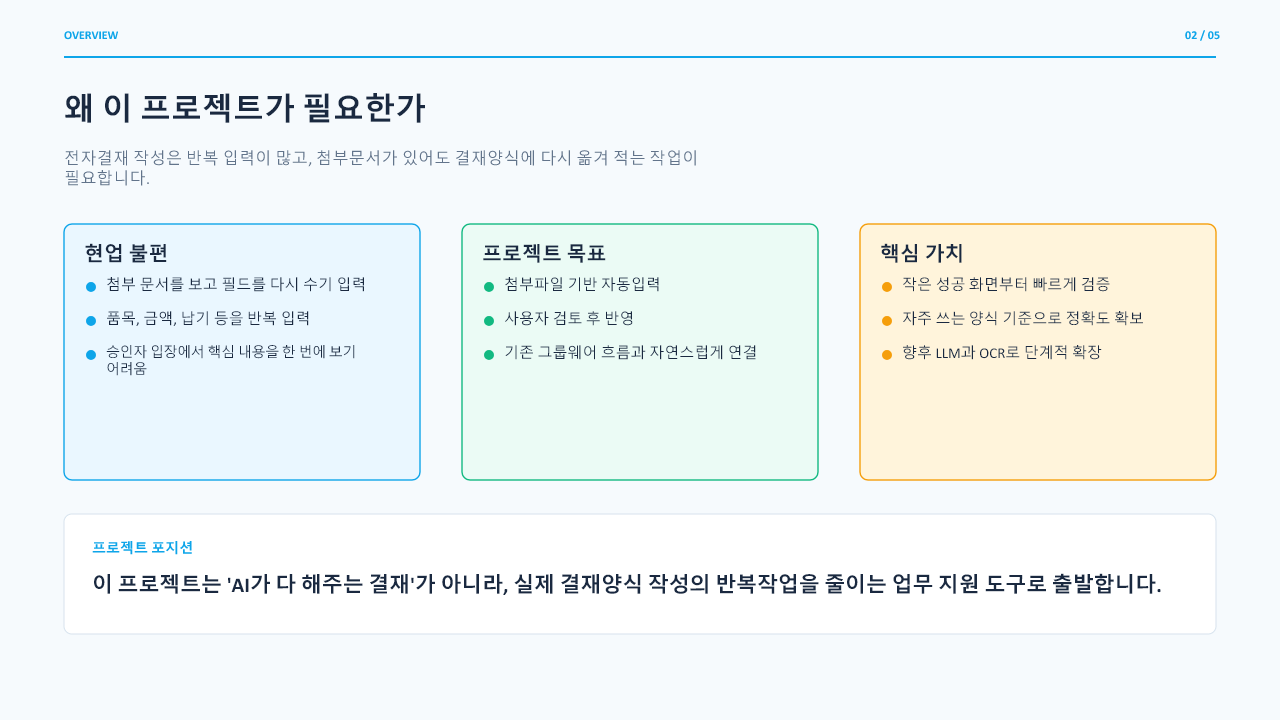 OVERVIEW
02 / 05
왜 이 프로젝트가 필요한가
전자결재 작성은 반복 입력이 많고, 첨부문서가 있어도 결재양식에 다시 옮겨 적는 작업이
필요합니다.
현업 불편
첨부 문서를 보고 필드를 다시 수기 입력
품목, 금액, 납기 등을 반복 입력
승인자 입장에서 핵심 내용을 한 번에 보기
어려움
프로젝트 목표
첨부파일 기반 자동입력
사용자 검토 후 반영
기존 그룹웨어 흐름과 자연스럽게 연결
핵심 가치
작은 성공 화면부터 빠르게 검증
자주 쓰는 양식 기준으로 정확도 확보
향후 LLM과 OCR로 단계적 확장
프로젝트 포지션
이 프로젝트는 'AI가 다 해주는 결재'가 아니라, 실제 결재양식 작성의 반복작업을 줄이는 업무 지원 도구로 출발합니다.